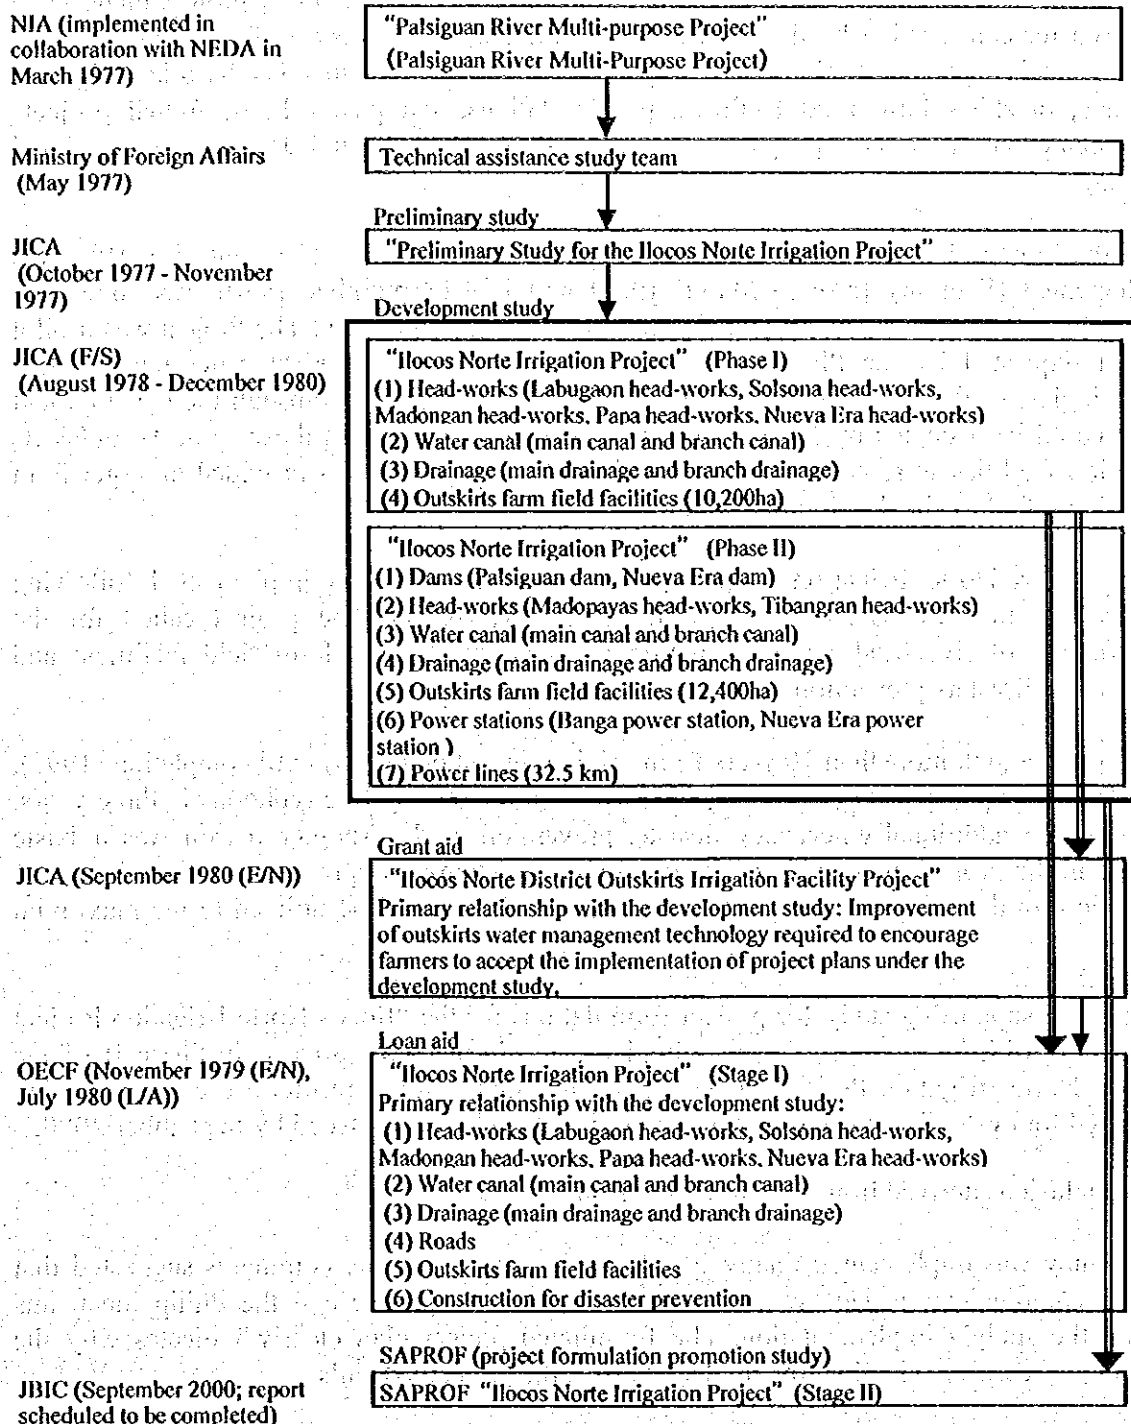 NIA (implemented in
collaboration with NEDA in
March 1977)
"Palsiguan River Multi-purpose Project"
(Palsiguan River Multi-Purpose Project)
Ministry of Foreign Affairs
(May 1977)
Technical assistance study team
Preliminary study
JICA
(October 1977 - November
1977)
"Preliminary Study for the Ilocos Norte Irrigation Project"
Development study
JICA (F/S)
(August 1978 - December 1980)
"Ilocos Norte Irrigation Project" (Phase I)
(1) Head-works (Labugaon head-works, Solsona head-works,
Madongan head-works, Papa head-works, Nueva Era head-works)
(2) Water canal (main canal and branch canal)
(3) Drainage (main drainage and branch drainage)
(4) Outskirts farm field facilities (10,200ha)
"Ilocos Norte Irrigation Project" (Phase II)
(1) Dams (Palsiguan dam, Nueva Era dam)
(2) Head-works (Madopayas head-works, Tibangran head-works)
(3) Water canal (main canal and branch canal)
(4) Drainage (main drainage and branch drainage)
(5) Outskirts farm field facilities (12,400ha)
(6) Power stations (Banga power station, Nueva Era power
station )
(7) Power lines (32.5 km)
Grant aid
JICA (September 1980 (E/N))
"Ilocos Norte District Outskirts Irrigation Facility Project"
Primary relationship with the development study: Improvement
of outskirts water management technology required to encourage
farmers to accept the implementation of project plans under the
development study.
Loan aid
OECF (November 1979 (E/N),
July 1980 (L/A))
"Ilocos Norte Irrigation Project" (Stage I)
Primary relationship with the development study:
(1) Head-works (Labugaon head-works, Solsona head-works,
Madongan head-works, Papa head-works, Nueva Era head-works)
(2) Water canal (main canal and branch canal)
(3) Drainage (main drainage and branch drainage)
(4) Roads
(5) Outskirts farm field facilities
(6) Construction for disaster prevention
SAPROF (project formulation promotion study)
JBIC (September 2000; report
scheduled to be completed)
SAPROF "Ilocos Norte Irrigation Project" (Stage II)